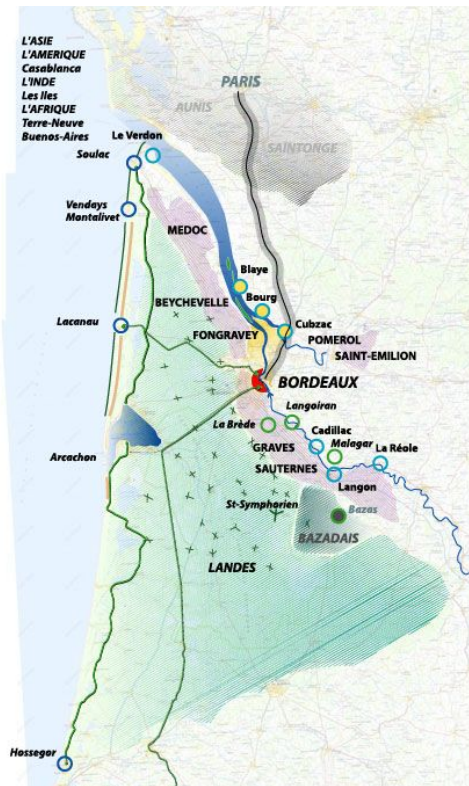 L'ASIE
L'AMERIQUE
Casablanca
L'INDE
Les Iles
L'AFRIQUE
Terre-Neuve
Buenos-Aires
PARIS
AUNIS
SAINTONGE
Le Verdon
Soulac
Vendays
Montalivet
MEDOC
Blaye
BEYCHEVELLE
Bourg
Lacanau
FONGRAVEY
Cubzac
POMEROL
SAINT-EMILION
BORDEAUX
Langoiran
La Brède
Cadillac
GRAVES
Malagar
La Réole
Arcachon
SAUTERNES
Langon
St-Symphorien
Bazas
BAZADAIS
LANDES
Hossegor